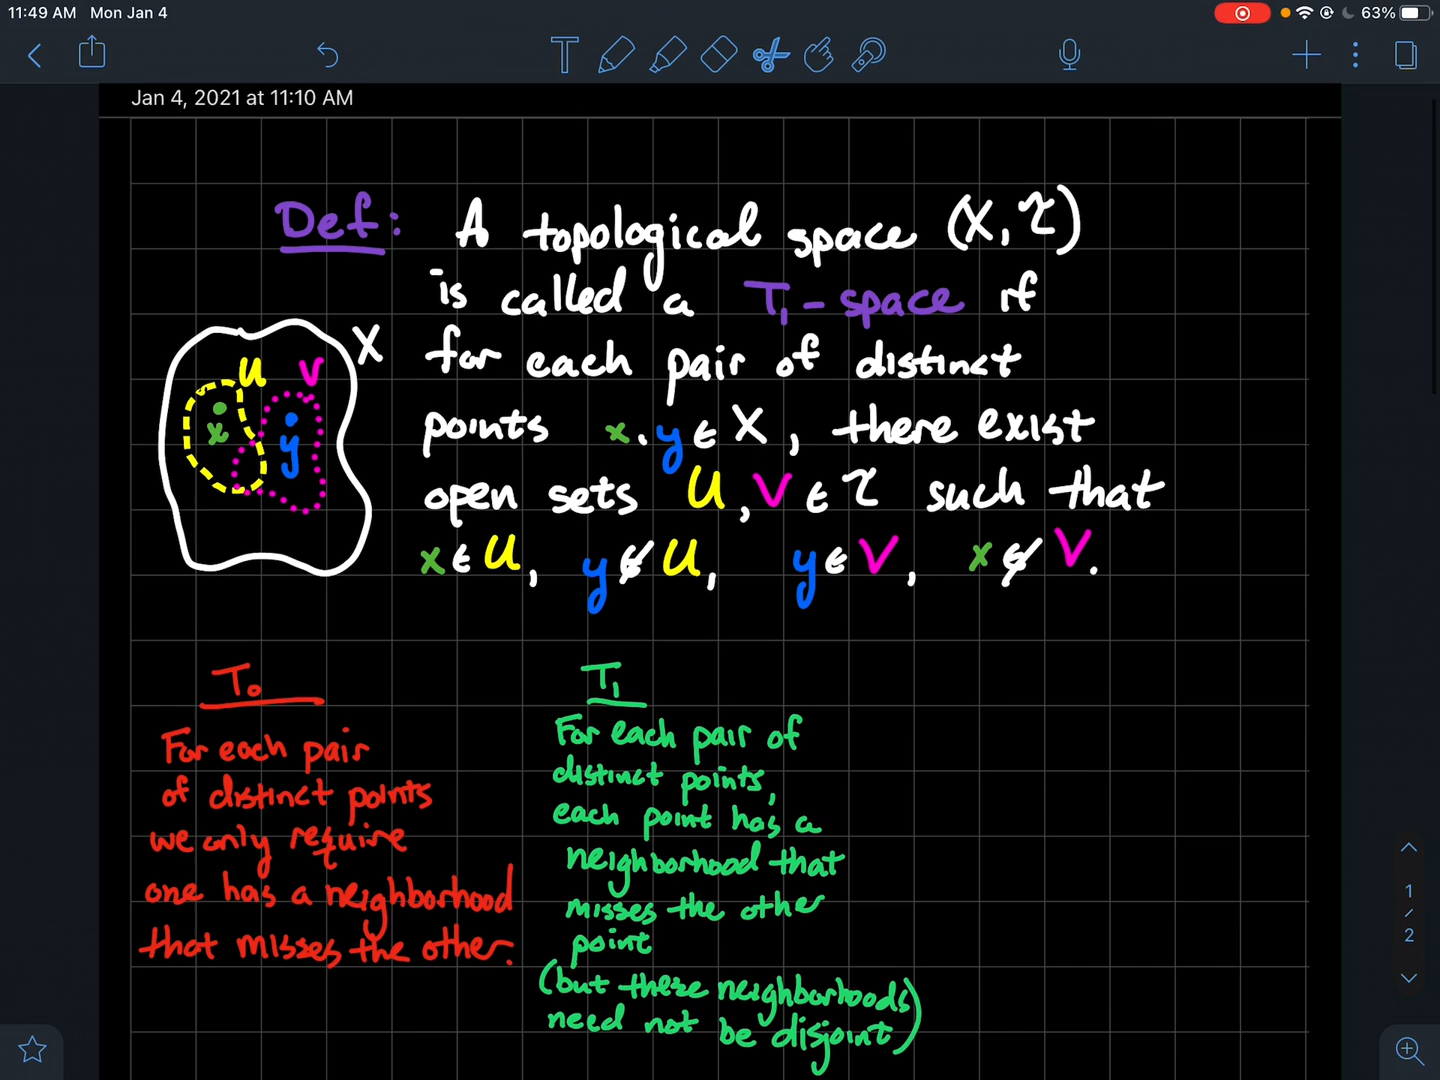 11:49 AM Mon Jan 4
63%
Jan 4, 2021 at 11:10 AM
Def: A topological space (X, τ)
is called a T₁-space if
for each pair of distinct
points x, y ∈ X, there exist
open sets U, V ∈ τ such that
x ∈ U, y ∉ U, y ∈ V, x ∉ V.
X
U V
x y
T₀
For each pair
of distinct points
we only require
one has a neighborhood
that misses the other.
T₁
For each pair of
distinct points,
each point has a
neighborhood that
misses the other
point
(but these neighborhoods
need not be disjoint)
1
/
2